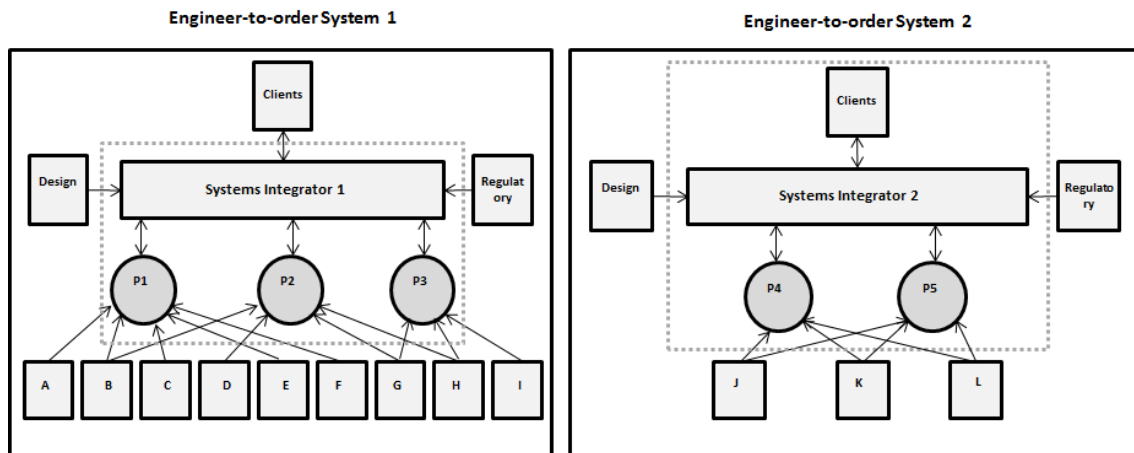 Engineer-to-order System 1
Engineer-to-order System 2
Clients
Design
Systems Integrator 1
Regulat
ory
P1
P2
P3
A
B
C
D
E
F
G
H
I
Clients
Design
Systems Integrator 2
Regulato
ry
P4
P5
J
K
L